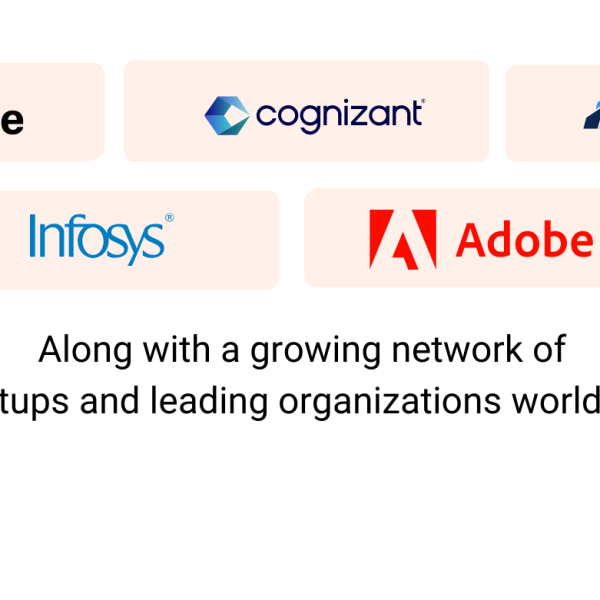 e
cognizant
Infosys®
Adobe
Along with a growing network of
tups and leading organizations world